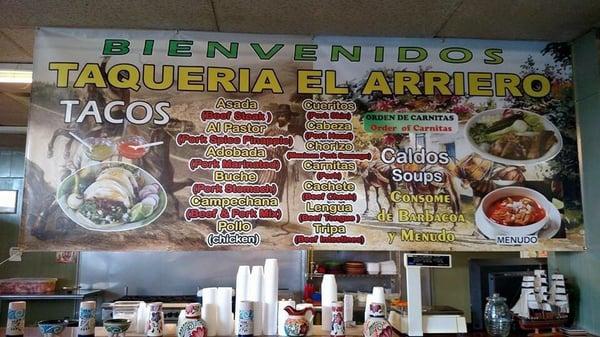 BIENVENIDOS
TAQUERIA EL ARRIERO
TACOS
Asada
(Beef Steak)
Al Pastor
(Pork with Pineapple)
Adobada
(Pork Marinated)
Buche
(Pork Stomach)
Campechana
(Beef & Pork Mix)
Pollo
(chicken)
Cueritos
(Pork Skin)
Cabeza
(Pork Head)
Chorizo
Carnitas
(Pork)
Cachete
(Beef Cheek)
Lengua
(Beef Tongue)
Tripa
(Beef Intestines)
ORDEN DE CARNITAS
Order of Carnitas
Caldos
Soups
Consome
de Barbacoa
y Menudo
MENUDO